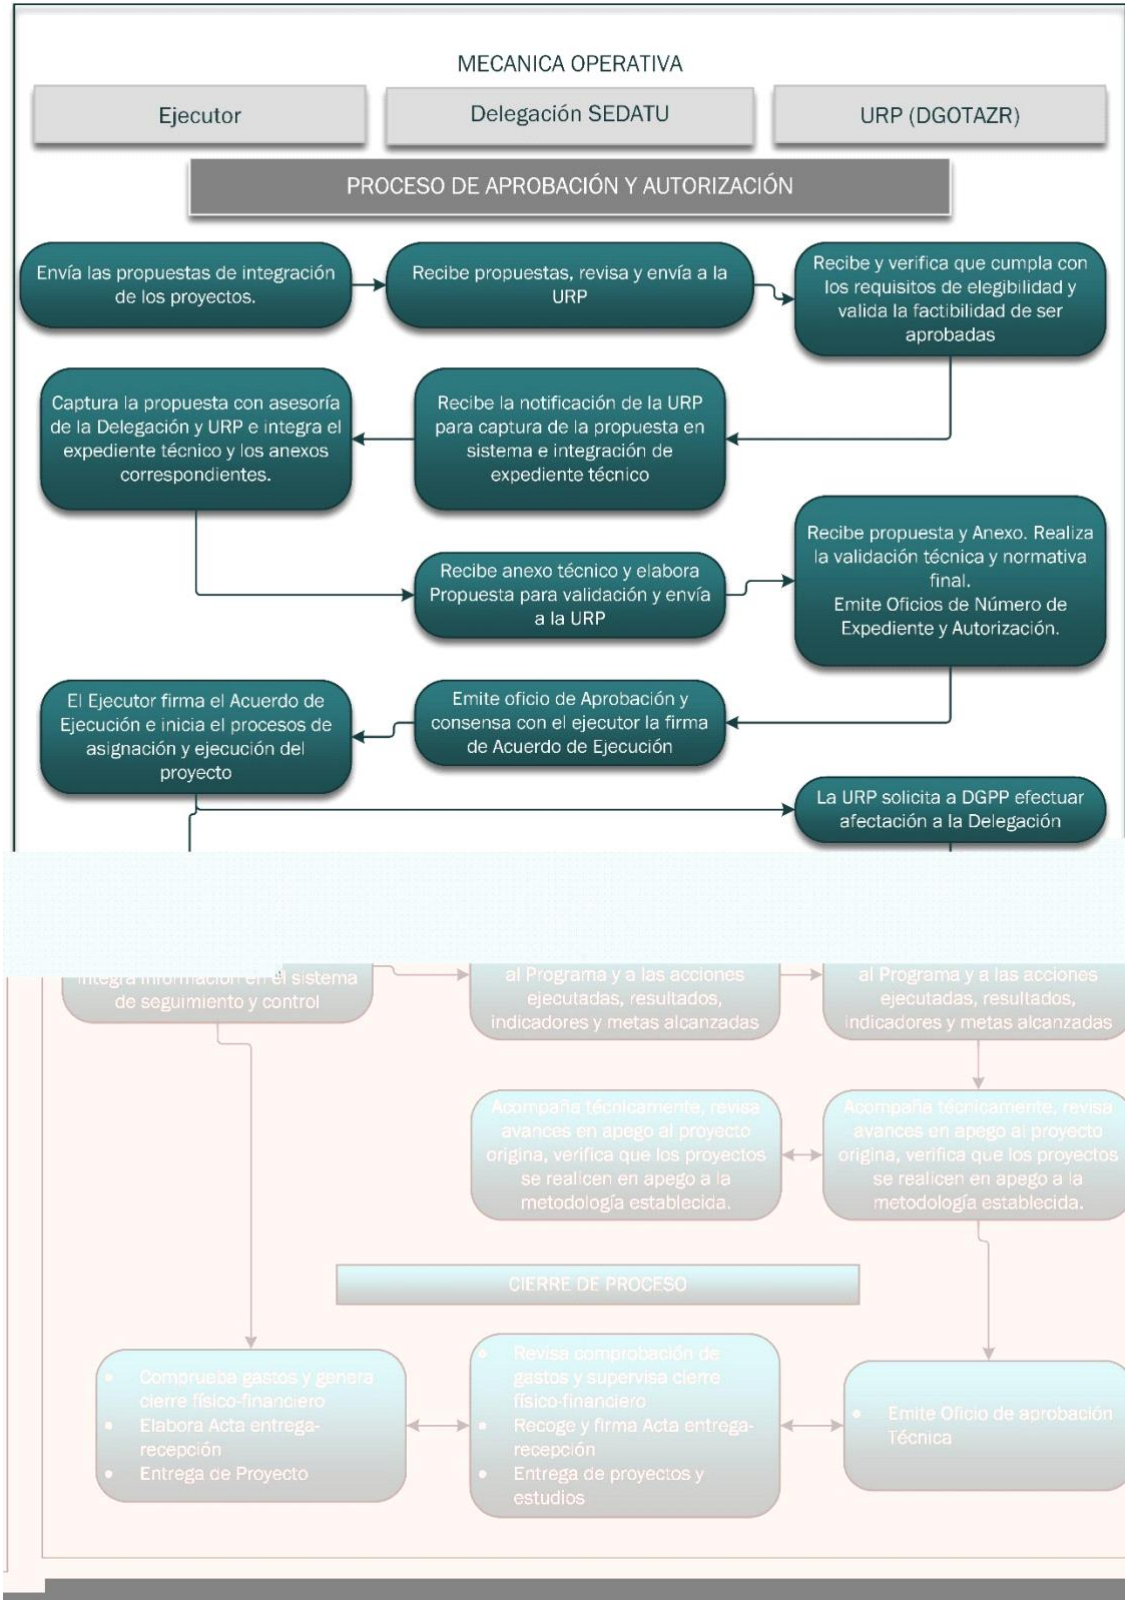 MECANICA OPERATIVA
Ejecutor
Delegación SEDATU
URP (DGOTAZR)
PROCESO DE APROBACIÓN Y AUTORIZACIÓN
Envía las propuestas de integración
de los proyectos.
Recibe propuestas, revisa y envía a la
URP
Recibe y verifica que cumpla con
los requisitos de elegibilidad y
valida la factibilidad de ser
aprobadas
Captura la propuesta con asesoría
de la Delegación y URP e integra el
expediente técnico y los anexos
correspondientes.
Recibe la notificación de la URP
para captura de la propuesta en
sistema e integración de
expediente técnico
Recibe anexo técnico y elabora
Propuesta para validación y envía
a la URP
Recibe propuesta y Anexo. Realiza
la validación técnica y normativa
final.
Emite Oficios de Número de
Expediente y Autorización.
El Ejecutor firma el Acuerdo de
Ejecución e inicia el procesos de
asignación y ejecución del
proyecto
Emite oficio de Aprobación y
consensa con el ejecutor la firma
de Acuerdo de Ejecución
La URP solicita a DGPP efectuar
afectación a la Delegación
integra información en el sistema
de seguimiento y control
al Programa y a las acciones
ejecutadas, resultados,
indicadores y metas alcanzadas
al Programa y a las acciones
ejecutadas, resultados,
indicadores y metas alcanzadas
Acompaña técnicamente, revisa
avances en apego al proyecto
origina, verifica que los proyectos
se realicen en apego a la
metodología establecida.
Acompaña técnicamente, revisa
avances en apego al proyecto
origina, verifica que los proyectos
se realicen en apego a la
metodología establecida.
CIERRE DE PROCESO
• Comprueba gastos y genera
cierre físico-financiero
• Elabora Acta entrega-
recepción
• Entrega de Proyecto
• Revisa comprobación de
gastos y supervisa cierre
físico-financiero
• Recoge y firma Acta entrega-
recepción
• Entrega de proyectos y
estudios
• Emite Oficio de aprobación
Técnica